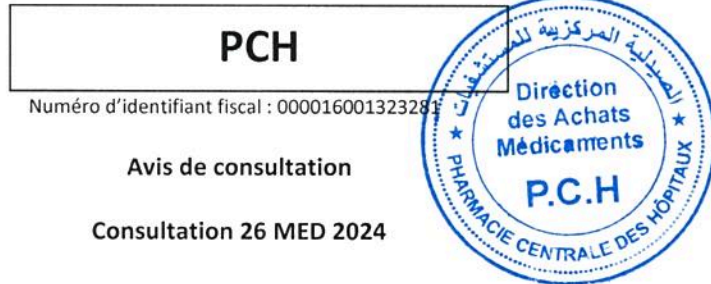 PCH
Numéro d'identifiant fiscal : 000016001323281
Avis de consultation
Consultation 26 MED 2024
الصيدلية المركزية للمستشفيات
Direction
des Achats
Médicaments
P.C.H
★ PHARMACIE CENTRALE DES HÔPITAUX ★